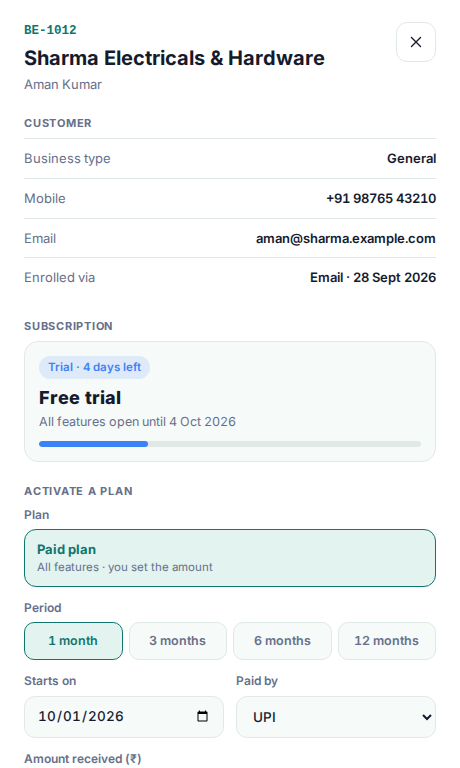 BE-1012
Sharma Electricals & Hardware
Aman Kumar
CUSTOMER
Business type General
Mobile +91 98765 43210
Email aman@sharma.example.com
Enrolled via Email · 28 Sept 2026
SUBSCRIPTION
Trial · 4 days left
Free trial
All features open until 4 Oct 2026
ACTIVATE A PLAN
Plan
Paid plan
All features · you set the amount
Period
1 month 3 months 6 months 12 months
Starts on Paid by
10/01/2026 UPI
Amount received (₹)